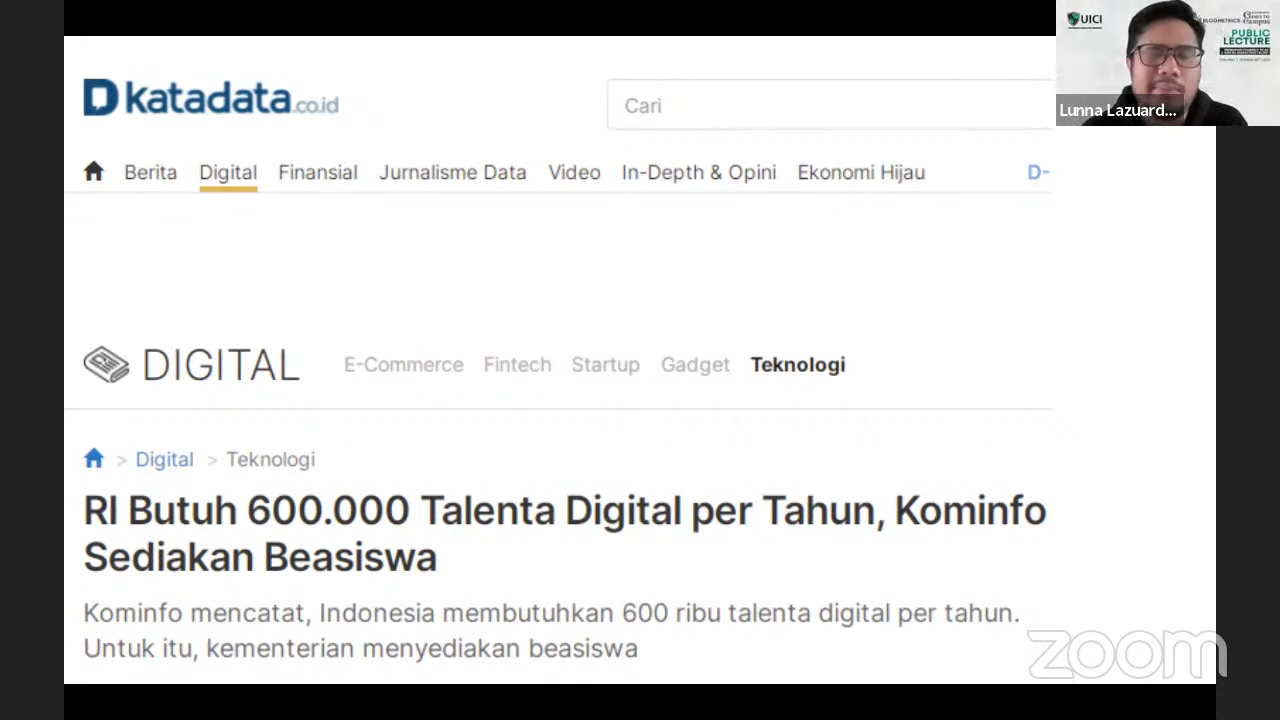 katadata.co.id
Cari
Berita Digital Finansial Jurnalisme Data Video In-Depth & Opini Ekonomi Hijau D-
DIGITAL E-Commerce Fintech Startup Gadget Teknologi
> Digital > Teknologi
RI Butuh 600.000 Talenta Digital per Tahun, Kominfo
Sediakan Beasiswa
Kominfo mencatat, Indonesia membutuhkan 600 ribu talenta digital per tahun.
Untuk itu, kementerian menyediakan beasiswa
zoom
UICI
PUBLIC
LECTURE
Lunna Lazuard...